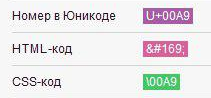 Номер в Юникоде U+00A9
HTML-код &#169;
CSS-код \00A9